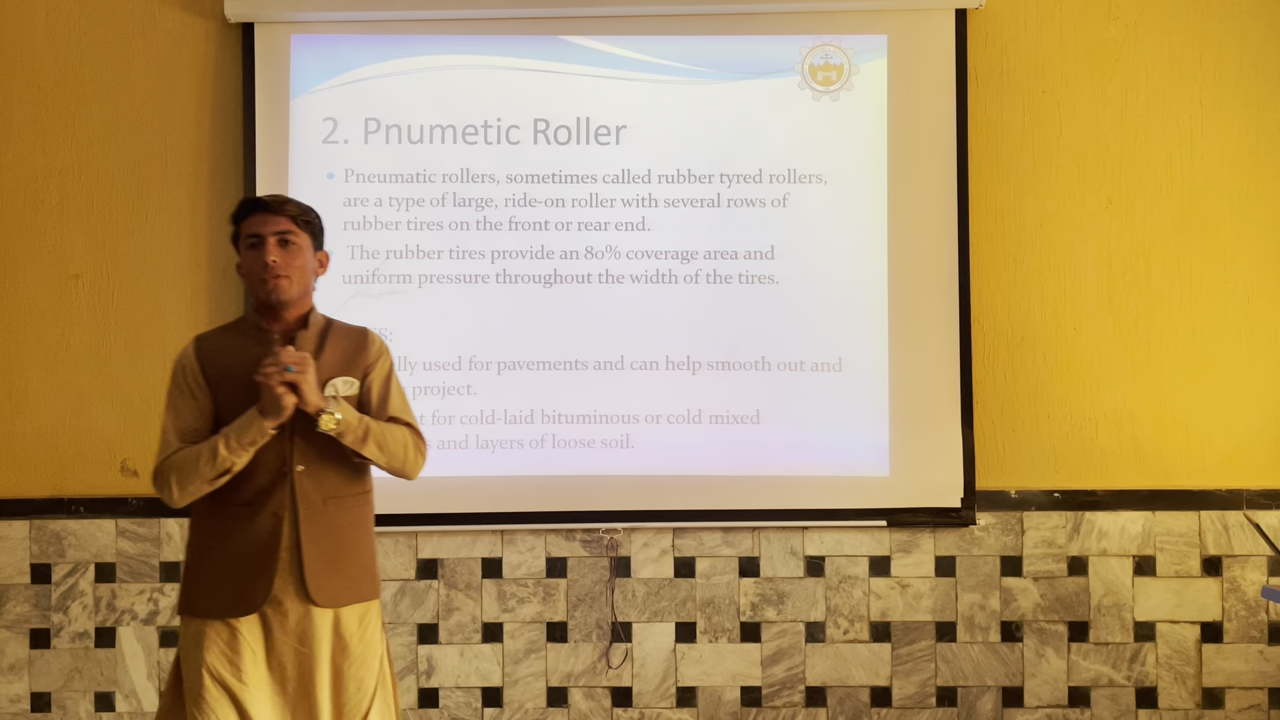 2. Pnumetic Roller
Pneumatic rollers, sometimes called rubber tyred rollers,
are a type of large, ride-on roller with several rows of
rubber tires on the front or rear end.
The rubber tires provide an 80% coverage area and
uniform pressure throughout the width of the tires.
used for pavements and can help smooth out and
project.
for cold-laid bituminous or cold mixed
and layers of loose soil.